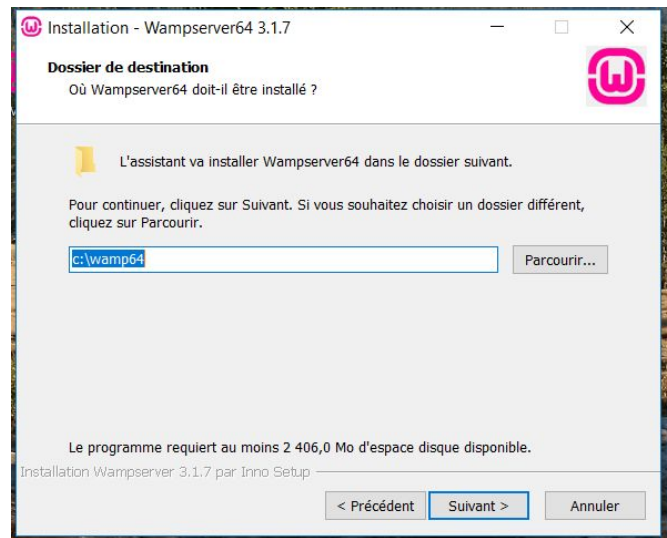 Installation - Wampserver64 3.1.7
Dossier de destination
Où Wampserver64 doit-il être installé ?
L'assistant va installer Wampserver64 dans le dossier suivant.
Pour continuer, cliquez sur Suivant. Si vous souhaitez choisir un dossier différent,
cliquez sur Parcourir.
c:\wamp64
Parcourir...
Le programme requiert au moins 2 406,0 Mo d'espace disque disponible.
Installation Wampserver 3.1.7 par Inno Setup
< Précédent
Suivant >
Annuler